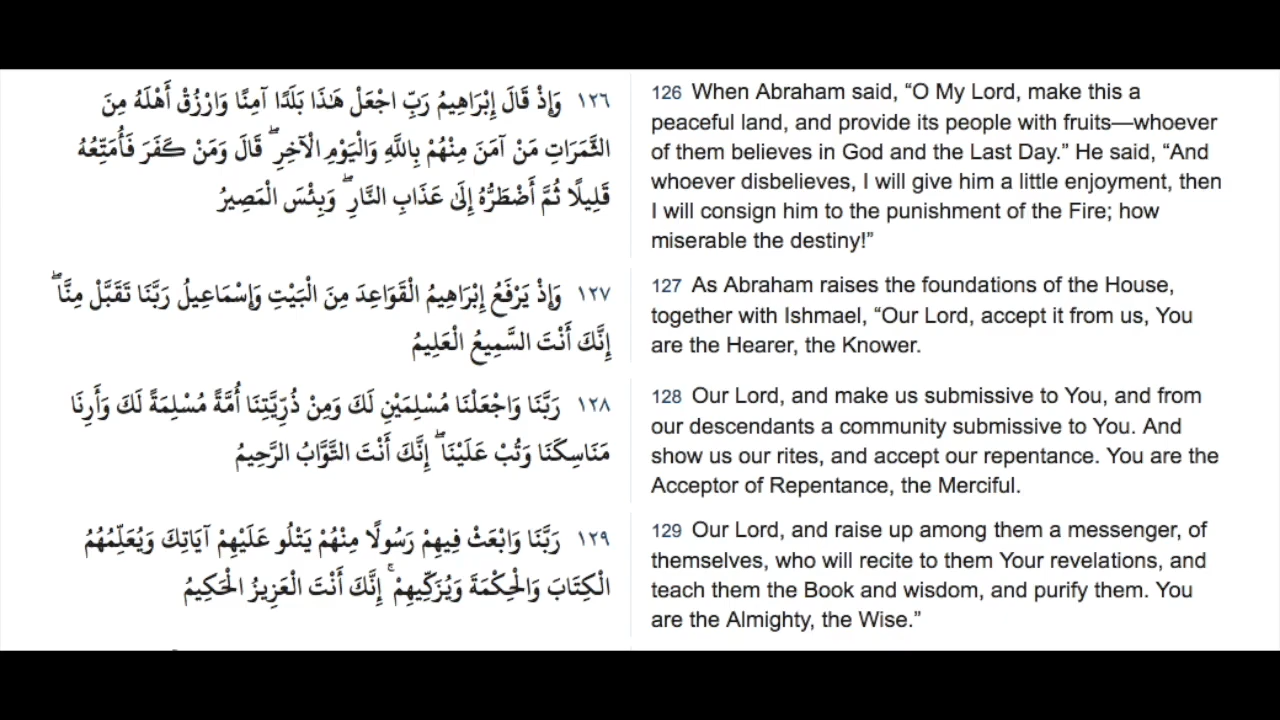 ١٢٦ وَإِذْ قَالَ إِبْرَاهِيمُ رَبِّ اجْعَلْ هَٰذَا بَلَدًا آمِنًا وَارْزُقْ أَهْلَهُ مِنَ
الثَّمَرَاتِ مَنْ آمَنَ مِنْهُمْ بِاللَّهِ وَالْيَوْمِ الْآخِرِ ۖ قَالَ وَمَنْ كَفَرَ فَأُمَتِّعُهُ
قَلِيلًا ثُمَّ أَضْطَرُّهُ إِلَىٰ عَذَابِ النَّارِ ۖ وَبِئْسَ الْمَصِيرُ
126 When Abraham said, “O My Lord, make this a
peaceful land, and provide its people with fruits—whoever
of them believes in God and the Last Day.” He said, “And
whoever disbelieves, I will give him a little enjoyment, then
I will consign him to the punishment of the Fire; how
miserable the destiny!”
١٢٧ وَإِذْ يَرْفَعُ إِبْرَاهِيمُ الْقَوَاعِدَ مِنَ الْبَيْتِ وَإِسْمَاعِيلُ رَبَّنَا تَقَبَّلْ مِنَّا ۖ
إِنَّكَ أَنْتَ السَّمِيعُ الْعَلِيمُ
127 As Abraham raises the foundations of the House,
together with Ishmael, “Our Lord, accept it from us, You
are the Hearer, the Knower.
١٢٨ رَبَّنَا وَاجْعَلْنَا مُسْلِمَيْنِ لَكَ وَمِنْ ذُرِّيَّتِنَا أُمَّةً مُسْلِمَةً لَكَ وَأَرِنَا
مَنَاسِكَنَا وَتُبْ عَلَيْنَا ۖ إِنَّكَ أَنْتَ التَّوَّابُ الرَّحِيمُ
128 Our Lord, and make us submissive to You, and from
our descendants a community submissive to You. And
show us our rites, and accept our repentance. You are the
Acceptor of Repentance, the Merciful.
١٢٩ رَبَّنَا وَابْعَثْ فِيهِمْ رَسُولًا مِنْهُمْ يَتْلُو عَلَيْهِمْ آيَاتِكَ وَيُعَلِّمُهُمُ
الْكِتَابَ وَالْحِكْمَةَ وَيُزَكِّيهِمْ ۚ إِنَّكَ أَنْتَ الْعَزِيزُ الْحَكِيمُ
129 Our Lord, and raise up among them a messenger, of
themselves, who will recite to them Your revelations, and
teach them the Book and wisdom, and purify them. You
are the Almighty, the Wise.”